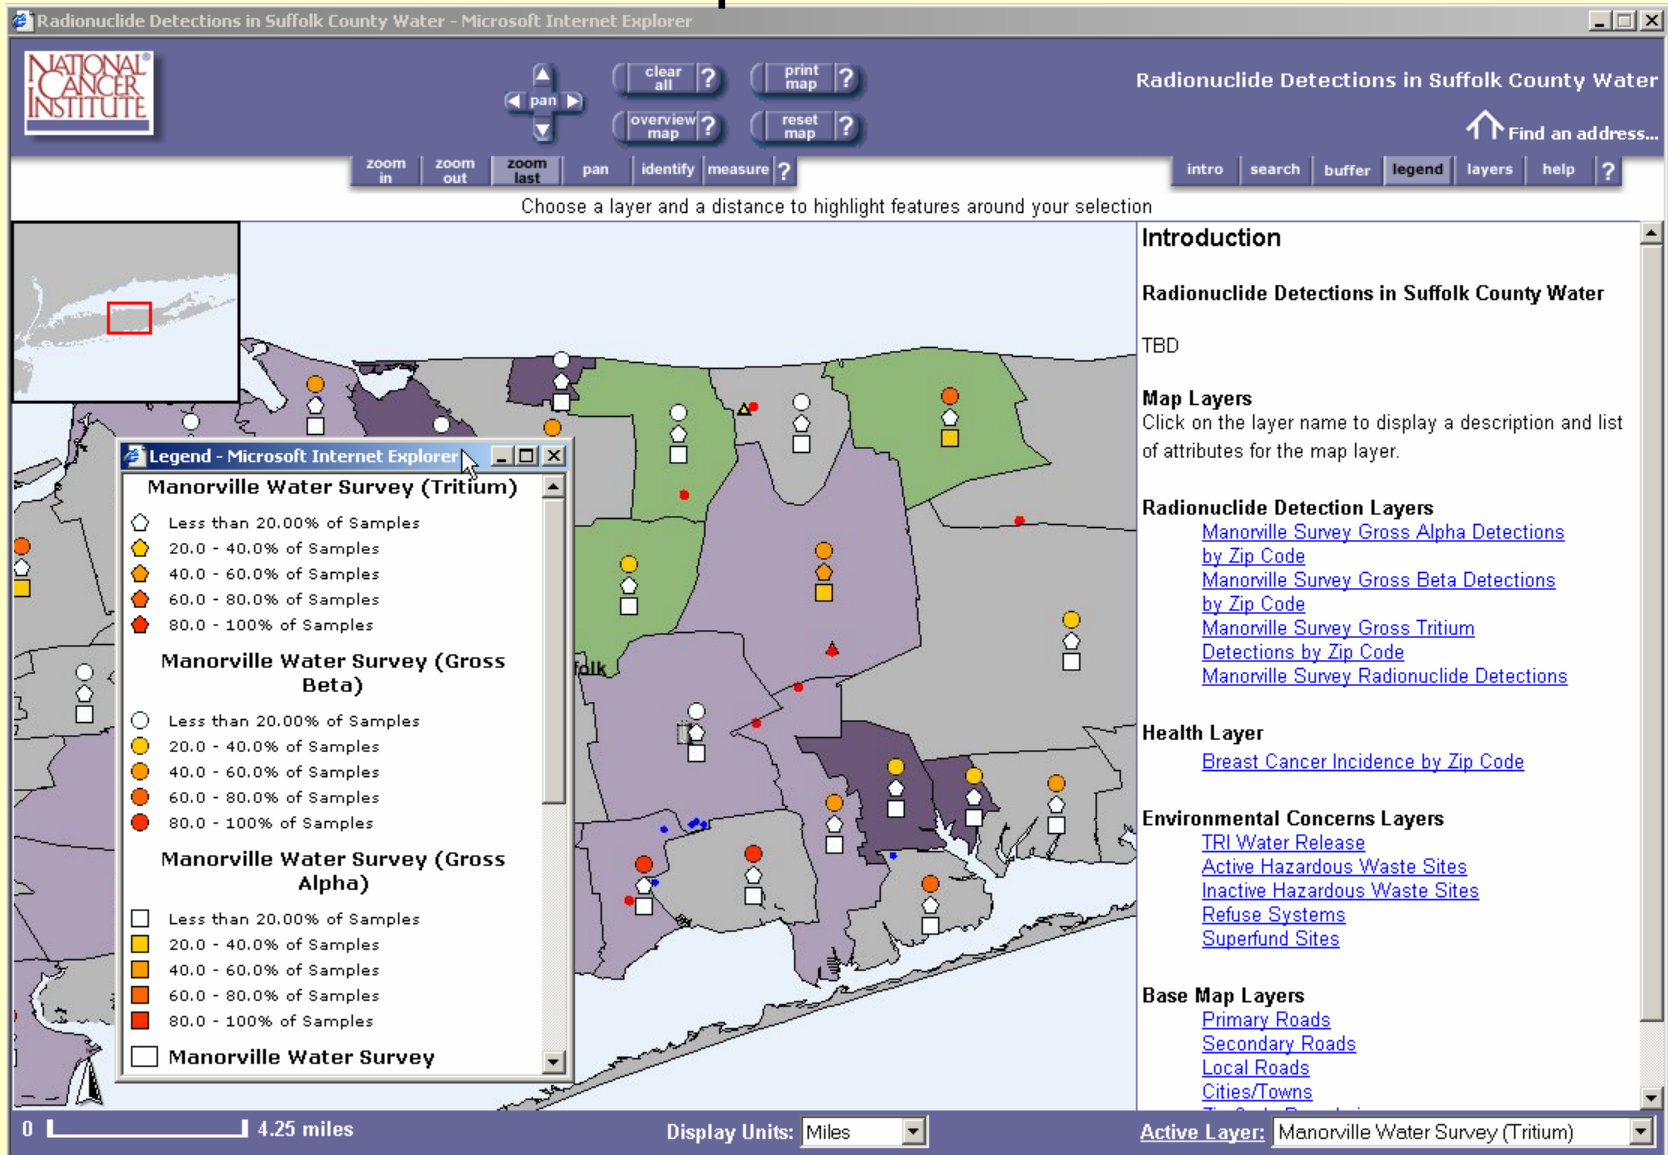 Radionuclide Detections in Suffolk County Water - Microsoft Internet Explorer
NATIONAL®
CANCER
INSTITUTE
pan
clear
all
?
print
map
?
overview
map
?
reset
map
?
Radionuclide Detections in Suffolk County Water
Find an address...
zoom
in
zoom
out
zoom
last
pan
identify
measure
?
intro
search
buffer
legend
layers
help
?
Choose a layer and a distance to highlight features around your selection
folk
Legend - Microsoft Internet Explorer
Manorville Water Survey (Tritium)
Less than 20.00% of Samples
20.0 - 40.0% of Samples
40.0 - 60.0% of Samples
60.0 - 80.0% of Samples
80.0 - 100% of Samples
Manorville Water Survey (Gross
Beta)
Less than 20.00% of Samples
20.0 - 40.0% of Samples
40.0 - 60.0% of Samples
60.0 - 80.0% of Samples
80.0 - 100% of Samples
Manorville Water Survey (Gross
Alpha)
Less than 20.00% of Samples
20.0 - 40.0% of Samples
40.0 - 60.0% of Samples
60.0 - 80.0% of Samples
80.0 - 100% of Samples
Manorville Water Survey
Introduction
Radionuclide Detections in Suffolk County Water
TBD
Map Layers
Click on the layer name to display a description and list
of attributes for the map layer.
Radionuclide Detection Layers
Manorville Survey Gross Alpha Detections
by Zip Code
Manorville Survey Gross Beta Detections
by Zip Code
Manorville Survey Gross Tritium
Detections by Zip Code
Manorville Survey Radionuclide Detections
Health Layer
Breast Cancer Incidence by Zip Code
Environmental Concerns Layers
TRI Water Release
Active Hazardous Waste Sites
Inactive Hazardous Waste Sites
Refuse Systems
Superfund Sites
Base Map Layers
Primary Roads
Secondary Roads
Local Roads
Cities/Towns
0
4.25 miles
Display Units: Miles
Active Layer: Manorville Water Survey (Tritium)